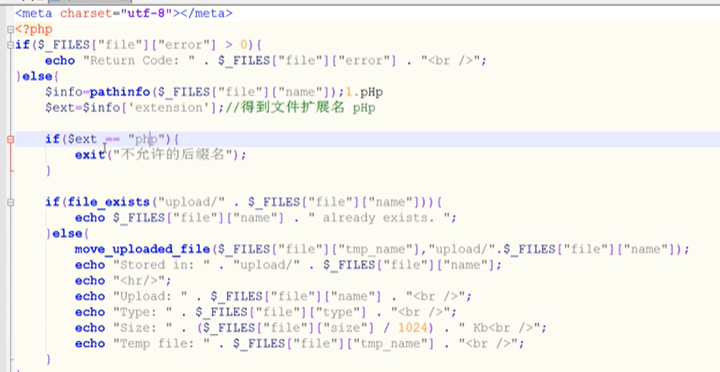 <meta charset="utf-8"></meta>
<?php
if($_FILES["file"]["error"] > 0){
    echo "Return Code: " . $_FILES["file"]["error"] . "<br />";
}else{
    $info=pathinfo($_FILES["file"]["name"]);1.pHp
    $ext=$info['extension'];//得到文件扩展名 pHp
    if($ext == "php"){
        exit("不允许的后缀名");
    }
    if(file_exists("upload/" . $_FILES["file"]["name"])){
        echo $_FILES["file"]["name"] . " already exists. ";
    }else{
        move_uploaded_file($_FILES["file"]["tmp_name"],"upload/".$_FILES["file"]["name"]);
        echo "Stored in: " . "upload/" . $_FILES["file"]["name"];
        echo "<hr/>";
        echo "Upload: " . $_FILES["file"]["name"] . "<br />";
        echo "Type: " . $_FILES["file"]["type"] . "<br />";
        echo "Size: " . ($_FILES["file"]["size"] / 1024) . " Kb<br />";
        echo "Temp file: " . $_FILES["file"]["tmp_name"] . "<br />";
    }